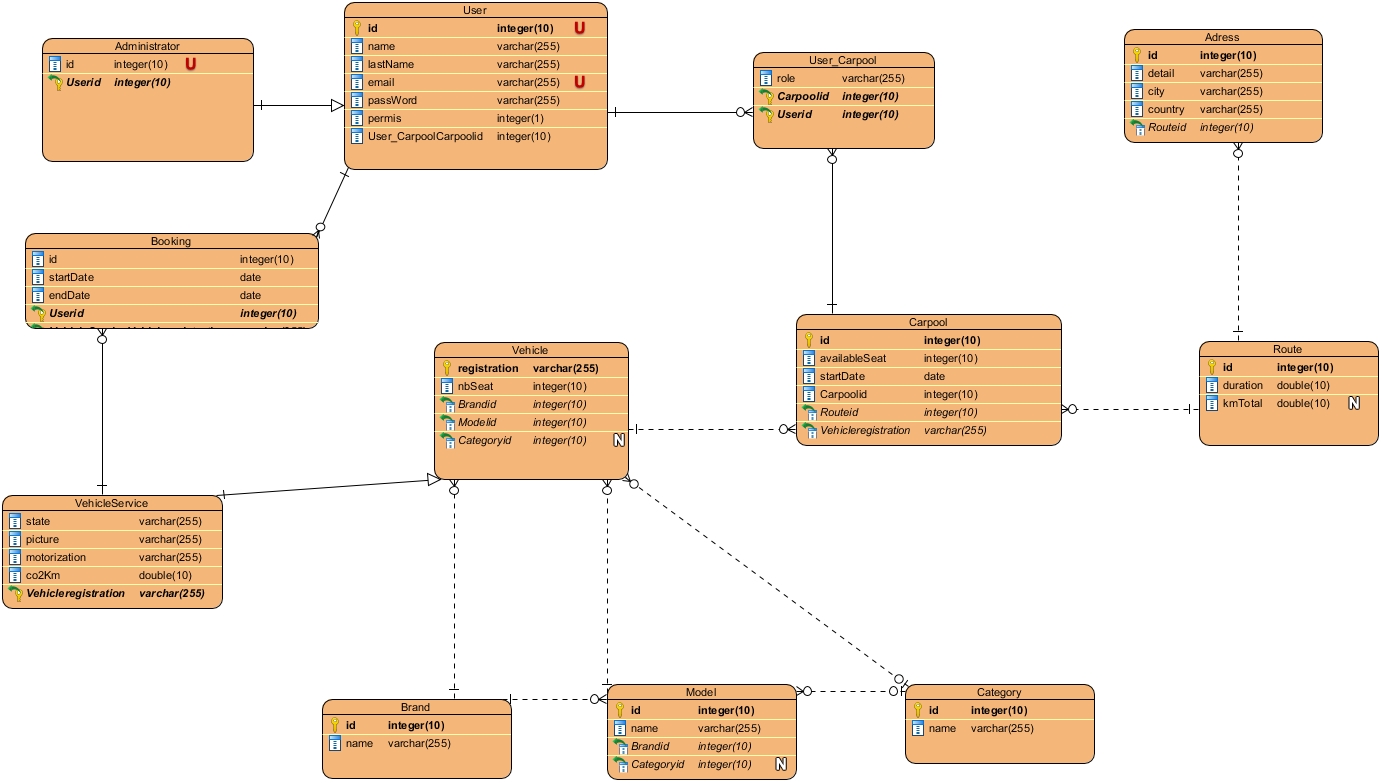 User
id integer(10) U
name varchar(255)
lastName varchar(255)
email varchar(255) U
passWord varchar(255)
permis integer(1)
User_CarpoolCarpoolid integer(10)
Administrator
id integer(10) U
Userid integer(10)
User_Carpool
role varchar(255)
Carpoolid integer(10)
Userid integer(10)
Adress
id integer(10)
detail varchar(255)
city varchar(255)
country varchar(255)
Routeid integer(10)
Booking
id integer(10)
startDate date
endDate date
Userid integer(10)
Carpool
id integer(10)
availableSeat integer(10)
startDate date
Carpoolid integer(10)
Routeid integer(10)
Vehicleregistration varchar(255)
Route
id integer(10)
duration double(10)
kmTotal double(10) N
Vehicle
registration varchar(255)
nbSeat integer(10)
Brandid integer(10)
Modelid integer(10)
Categoryid integer(10) N
VehicleService
state varchar(255)
picture varchar(255)
motorization varchar(255)
co2Km double(10)
Vehicleregistration varchar(255)
Brand
id integer(10)
name varchar(255)
Model
id integer(10)
name varchar(255)
Brandid integer(10)
Categoryid integer(10) N
Category
id integer(10)
name varchar(255)